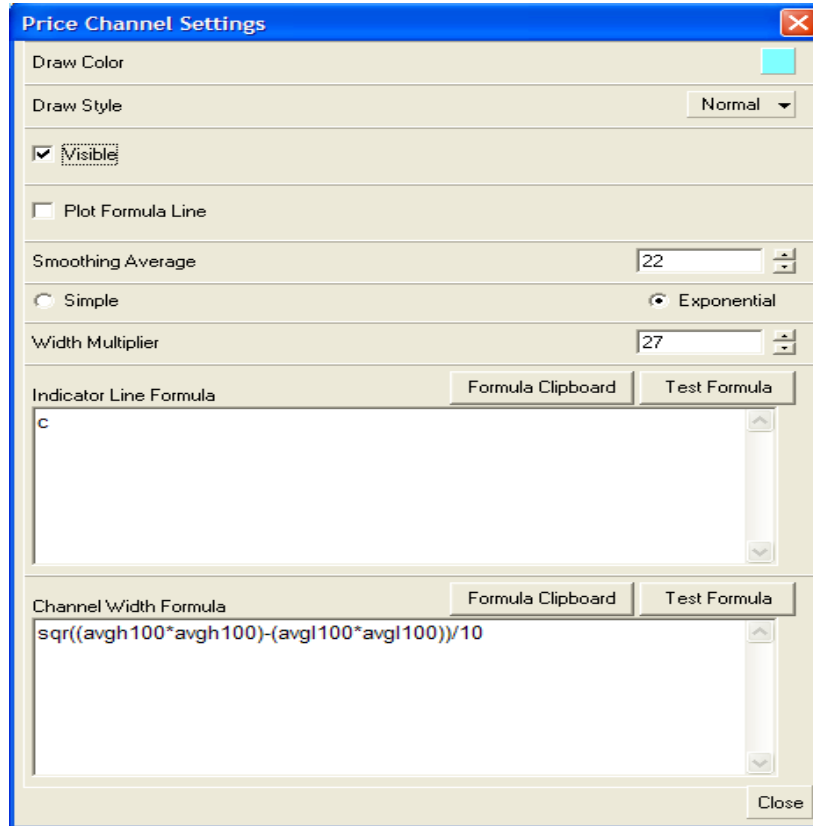 Price Channel Settings
Draw Color
Draw Style Normal
Visible
Plot Formula Line
Smoothing Average 22
Simple Exponential
Width Multiplier 27
Indicator Line Formula Formula Clipboard Test Formula
c
Channel Width Formula Formula Clipboard Test Formula
sqr((avgh100*avgh100)-(avgl100*avgl100))/10
Close